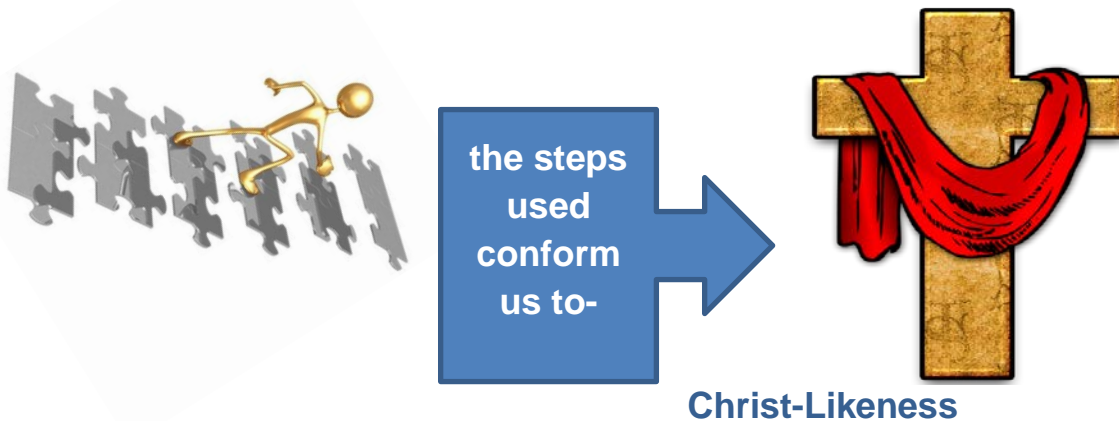 the steps
used
conform
us to-
Christ-Likeness